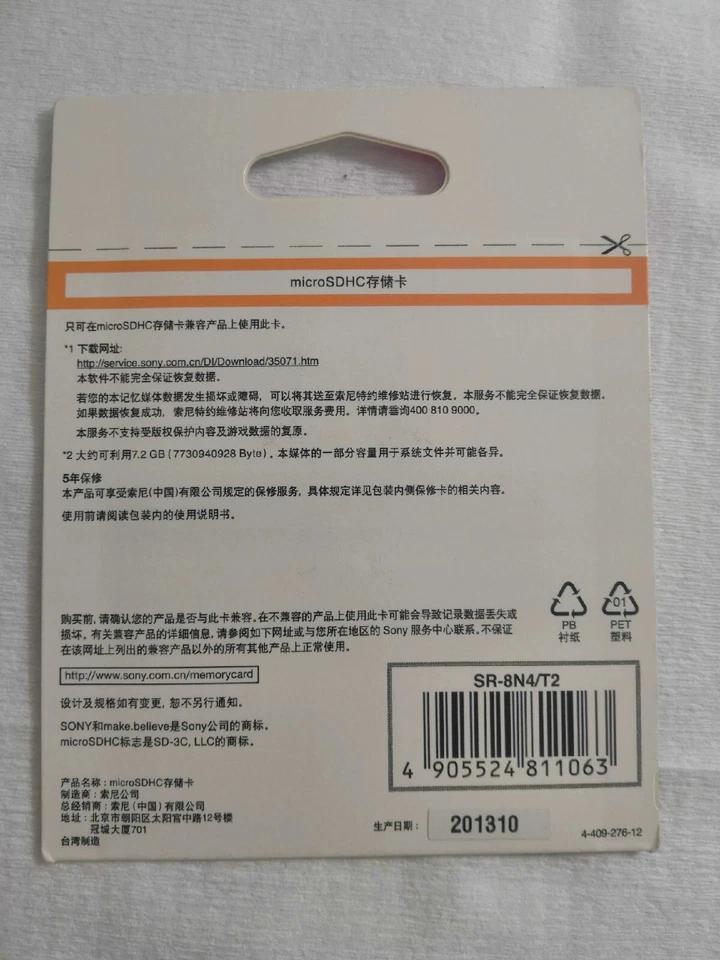 microSDHC存储卡
只可在microSDHC存储卡兼容产品上使用此卡。
*1 下载网址:
http://service.sony.com.cn/DI/Download/35071.htm
本软件不能完全保证恢复数据。
若您的本记忆媒体数据发生损坏或障碍，可以将其送至索尼特约维修站进行恢复。本服务不能完全保证恢复数据。
如果数据恢复成功，索尼特约维修站将向您收取服务费用。详情请垂询400 810 9000。
本服务不支持受版权保护内容及游戏数据的复原。
*2 大约可利用7.2 GB (7730940928 Byte)。本媒体的一部分容量用于系统文件并可能各异。
5年保修
本产品可享受索尼(中国)有限公司规定的保修服务，具体规定详见包装内侧保修卡的相关内容。
使用前请阅读包装内的使用说明书。
购买前,请确认您的产品是否与此卡兼容。在不兼容的产品上使用此卡可能会导致记录数据丢失或
损坏。有关兼容产品的详细信息,请参阅如下网址或与您所在地区的 Sony 服务中心联系。不保证
在该网址上列出的兼容产品以外的所有其他产品上正常使用。
http://www.sony.com.cn/memorycard
设计及规格如有变更，恕不另行通知。
SONY和make.believe是Sony公司的商标。
microSDHC标志是SD-3C, LLC的商标。
产品名称：microSDHC存储卡
制造商：索尼公司
总经销商：索尼 (中国) 有限公司
地址：北京市朝阳区太阳宫中路12号楼
冠城大厦701
台湾制造
PB
衬纸
01
PET
塑料
SR-8N4/T2
4 905524 811063
生产日期：
201310
4-409-276-12